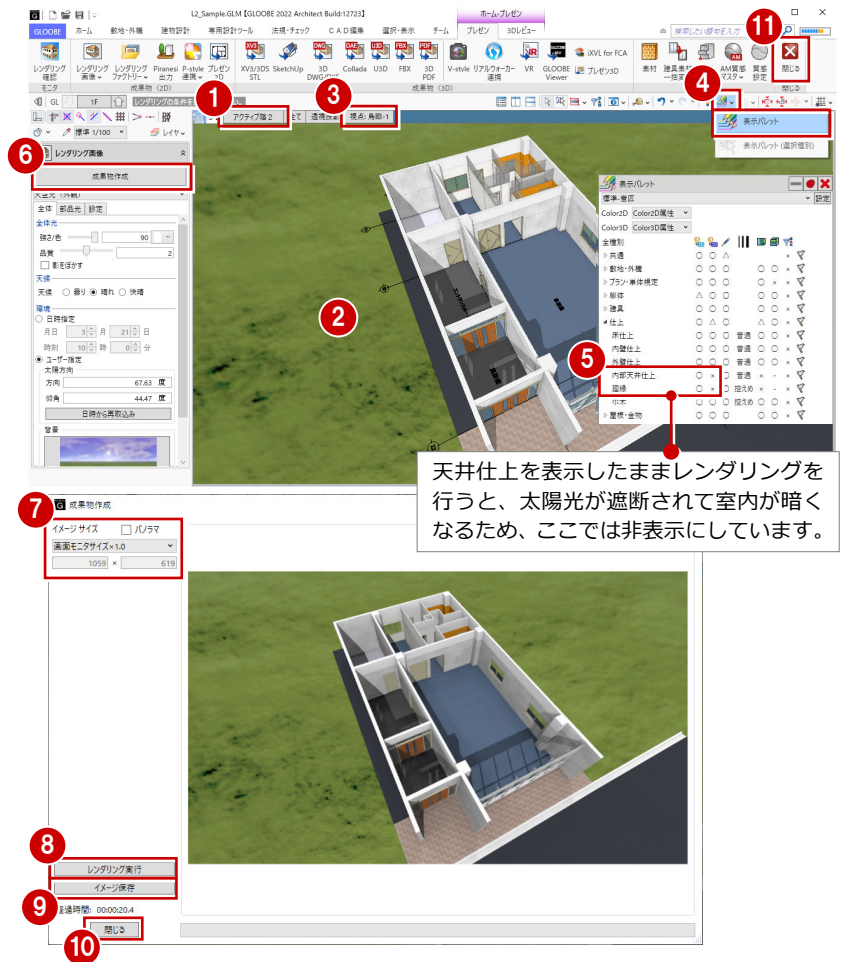 L2_Sample.GLM【GLOOBE 2022 Architect Build:12723】
ホーム-プレゼン
11
GLOOBE ホーム 敷地・外構 建物設計 専用設計ツール 法規・チェック CAD編集 選択・表示 チーム プレゼン 3Dレビュー 検索したい語句を入力
レンダリング確認
レンダリング画像
レンダリングファクトリー
Piranesi出力
P-style連携
プレゼン2D
XV3/3DS STL
SketchUp
3D DWG/DXF
Collada
U3D
FBX
3D PDF
V-style
リアルウォーカー連携
VR
GLOOBE Viewer
iXVL for FCA
プレゼン3D
素材
建具素材一括変
AM質感マスタ
質感設定
閉じる
モニタ 成果物(2D) 成果物(3D) 閉じる
1
3
4
GL 1F レンダリングの条件を
標準 1/100 レイヤ
アクティブ階 2 全て 透視投影 視点: 鳥瞰-1
表示パレット
表示パレット(選択種別)
6
レンダリング画像
成果物作成
天空光(外観)
全体 部品光 設定
全体光
強さ/色 90
品質 2
影をぼかす
天候
天候 曇り 晴れ 快晴
環境
日時指定
月日 3 月 21 日
時刻 10 時 0 分
ユーザー指定
太陽方向
方向 67.63 度
仰角 44.47 度
日時から再取込み
背景
2
表示パレット
標準-意匠 設定
Color2D Color2D属性
Color3D Color3D属性
全種別
共通 ○ ○ △ ×
敷地・外構 ○ ○ ○ ○ ○ ×
プラン・単体規定 ○ ○ ○ ○ × ×
躯体 △ ○ ○ ○ ○ ×
建具 ○ ○ ○ ○ ○ ×
仕上 ○ △ ○ △ ○ ×
床仕上 ○ ○ ○ 普通 ○ ○ ×
内壁仕上 ○ ○ ○ 普通 ○ ○ ×
外壁仕上 ○ ○ ○ 普通 ○ ○ ×
5
内部天井仕上 ○ × ○ 普通 × - ×
廻縁 ○ × ○ 控えめ × - ×
巾木 ○ ○ ○ 控えめ ○ ○ ×
屋根・金物 ○ ○ ○ ○ ○ ×
天井仕上を表示したままレンダリングを
行うと、太陽光が遮断されて室内が暗く
なるため、ここでは非表示にしています。
7
成果物作成
イメージ サイズ パノラマ
画面モニタサイズ×1.0
1059 × 619
8
レンダリング実行
イメージ保存
9
経過時間: 00:00:20.4
閉じる
10